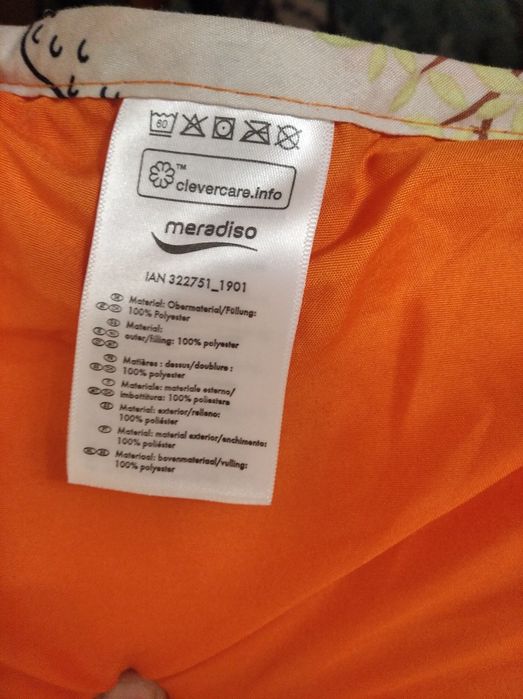 60
™
clevercare.info
meradiso
IAN 322751_1901
Material: Obermaterial/Füllung:
100% Polyester
Material:
outer/filling: 100% polyester
Matières : dessus/doublure :
100% polyester
Materiale: materiale esterno/
imbottitura: 100% poliestere
Material: exterior/relleno:
100% poliéster
Material: material exterior/enchimento:
100% poliéster
Materiaal: bovenmateriaal/vulling:
100% polyester